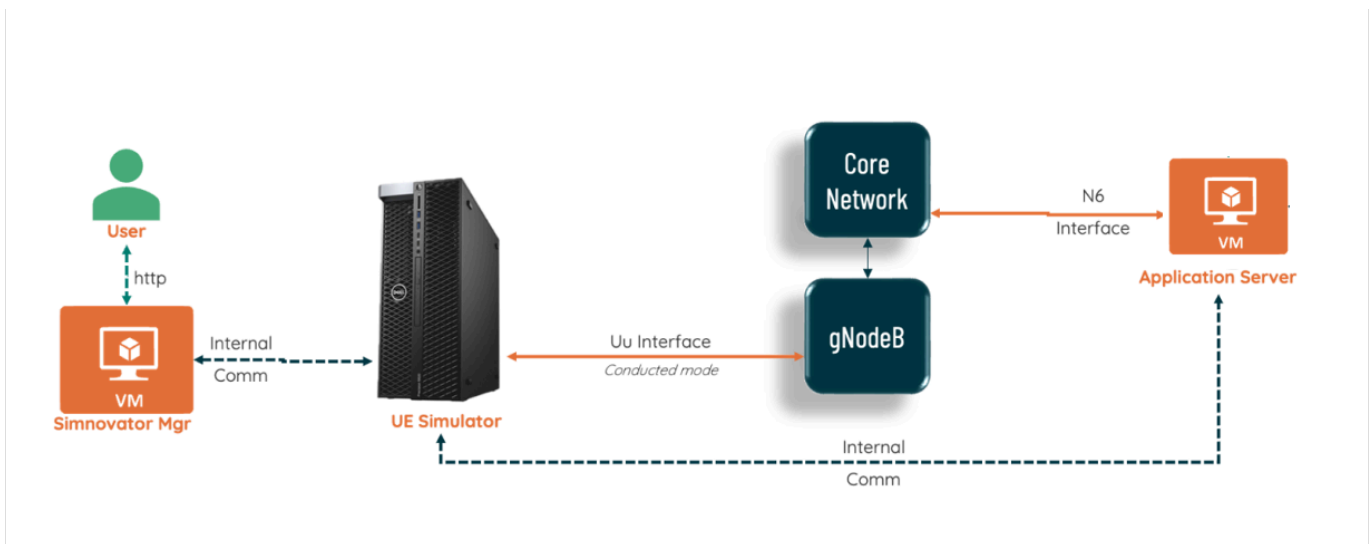 User
http
VM
Simnovator Mgr
Internal
Comm
DELL
UE Simulator
Uu Interface
Conducted mode
Core
Network
gNodeB
N6
Interface
VM
Application Server
Internal
Comm